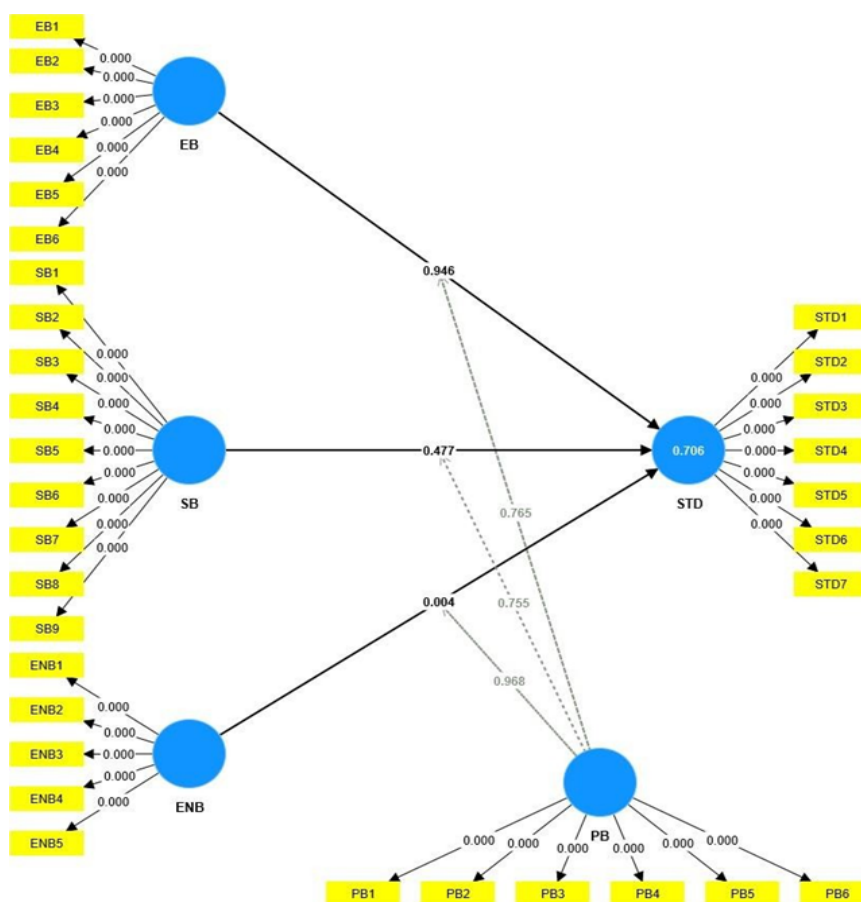 EB1
0.000
EB2
0.000
EB3
0.000
EB4
0.000
EB5
0.000
EB6
0.000
EB
SB1
0.000
SB2
0.000
SB3
0.000
SB4
0.000
SB5
0.000
SB6
0.000
SB7
0.000
SB8
0.000
SB9
0.000
SB
ENB1
0.000
ENB2
0.000
ENB3
0.000
ENB4
0.000
ENB5
0.000
ENB
0.946
0.477
0.004
0.765
0.755
0.968
0.706
STD
STD1
0.000
STD2
0.000
STD3
0.000
STD4
0.000
STD5
0.000
STD6
0.000
STD7
0.000
PB
0.000
0.000
0.000
0.000
0.000
0.000
PB1
PB2
PB3
PB4
PB5
PB6